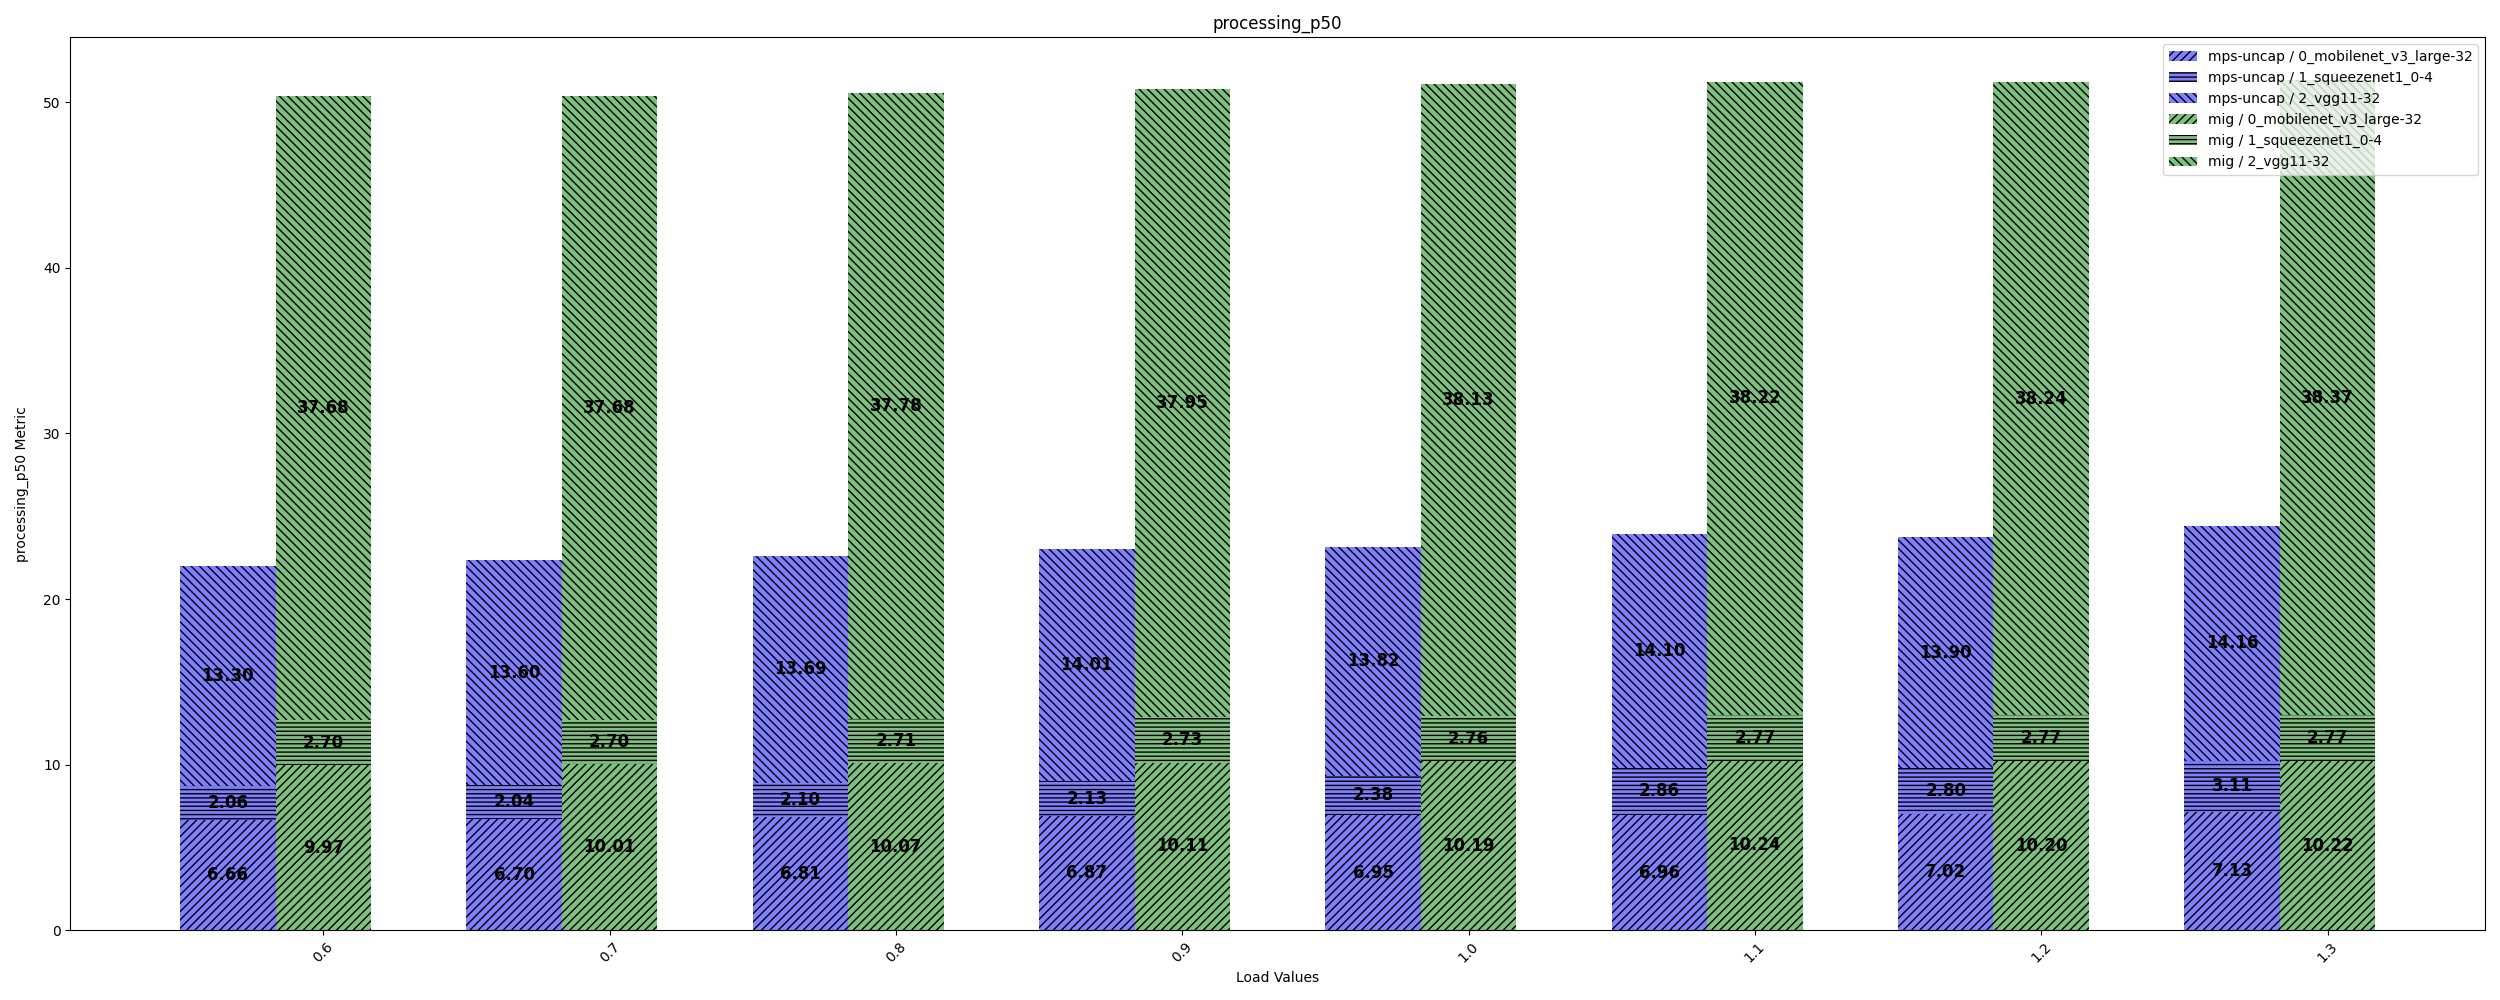 processing_p50
mps-uncap / 0_mobilenet_v3_large-32
mps-uncap / 1_squeezenet1_0-4
mps-uncap / 2_vgg11-32
mig / 0_mobilenet_v3_large-32
mig / 1_squeezenet1_0-4
mig / 2_vgg11-32
processing_p50 Metric
50
40
30
20
10
0
37.68 37.68 37.78 37.95 38.13 38.22 38.24 38.37
13.30 13.60 13.69 14.01 13.82 14.10 13.90 14.16
2.70 2.70 2.71 2.73 2.76 2.77 2.77 2.77
2.06 2.04 2.10 2.13 2.38 2.86 2.80 3.11
9.97 10.01 10.07 10.11 10.19 10.24 10.20 10.22
6.66 6.70 6.81 6.87 6.95 6.96 7.02 7.13
0.6 0.7 0.8 0.9 1.0 1.1 1.2 1.3
Load Values